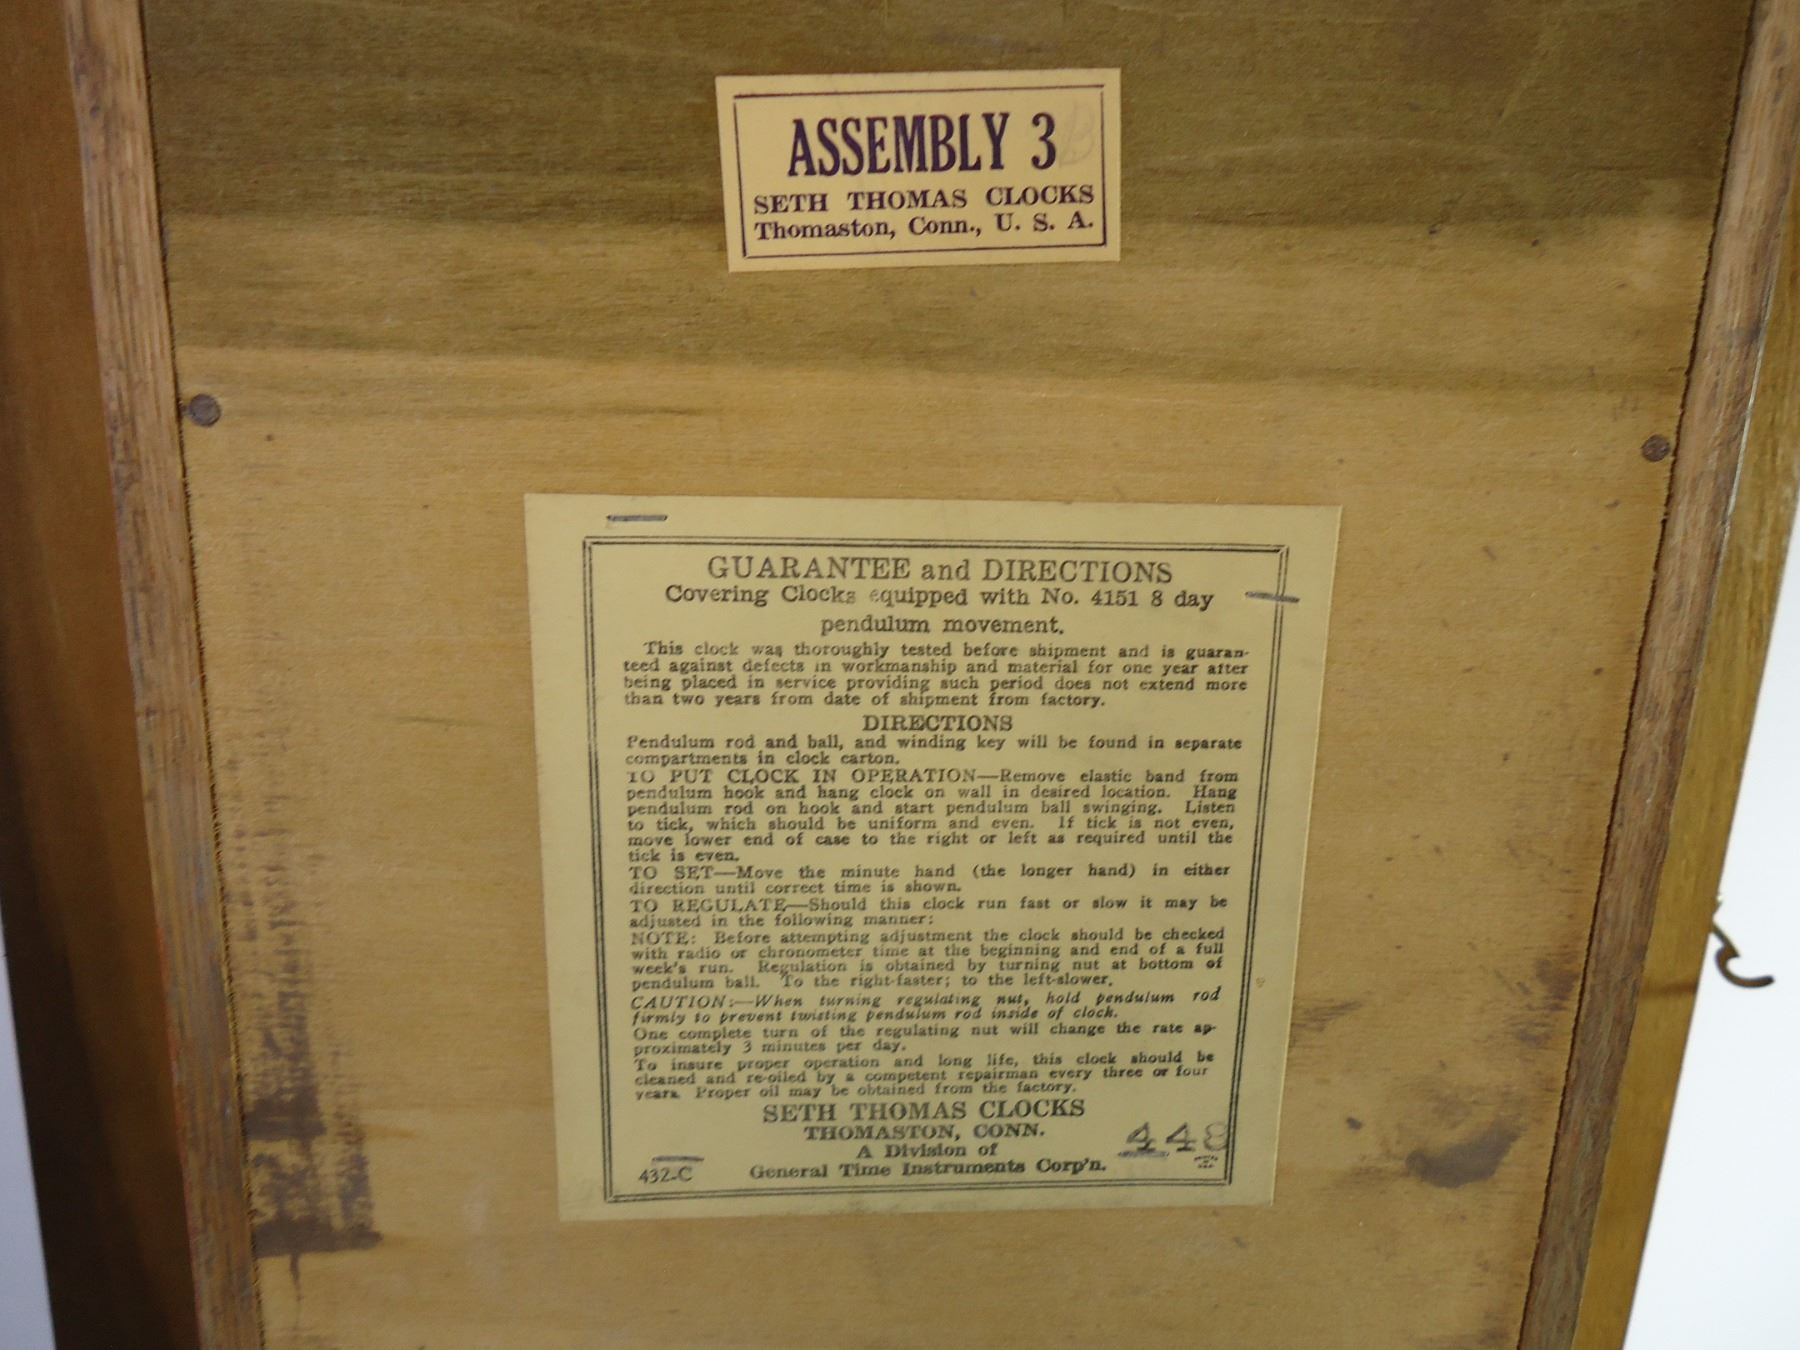 ASSEMBLY 3
SETH THOMAS CLOCKS
Thomaston, Conn., U. S. A.
GUARANTEE and DIRECTIONS
Covering Clocks equipped with No. 4151 8 day
pendulum movement.
This clock was thoroughly tested before shipment and is guaran-
teed against defects in workmanship and material for one year after
being placed in service providing such period does not extend more
than two years from date of shipment from factory.
DIRECTIONS
Pendulum rod and ball, and winding key will be found in separate
compartments in clock carton.
TO PUT CLOCK IN OPERATION—Remove elastic band from
pendulum hook and hang clock on wall in desired location. Hang
pendulum rod on hook and start pendulum ball swinging. Listen
to tick, which should be uniform and even. If tick is not even,
move lower end of case to the right or left as required until the
tick is even.
TO SET—Move the minute hand (the longer hand) in either
direction until correct time is shown.
TO REGULATE—Should this clock run fast or slow it may be
adjusted in the following manner:
NOTE: Before attempting adjustment the clock should be checked
with radio or chronometer time at the beginning and end of a full
week's run. Regulation is obtained by turning nut at bottom of
pendulum ball. To the right-faster; to the left-slower.
CAUTION:—When turning regulating nut, hold pendulum rod
firmly to prevent twisting pendulum rod inside of clock.
One complete turn of the regulating nut will change the rate ap-
proximately 3 minutes per day.
To insure proper operation and long life, this clock should be
cleaned and re-oiled by a competent repairman every three or four
years. Proper oil may be obtained from the factory.
SETH THOMAS CLOCKS
THOMASTON, CONN.
A Division of
General Time Instruments Corp'n.
432-C
448